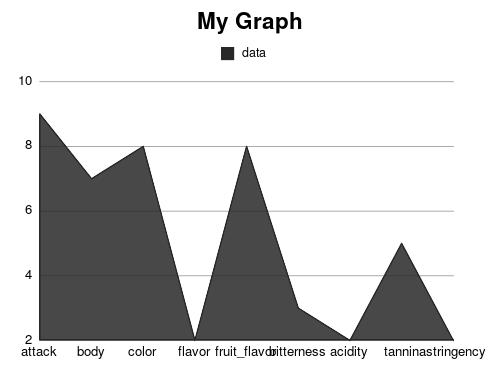 My Graph
data
10
8
6
4
2
attack body color flavor fruit_flavor bitterness acidity tannin astringency